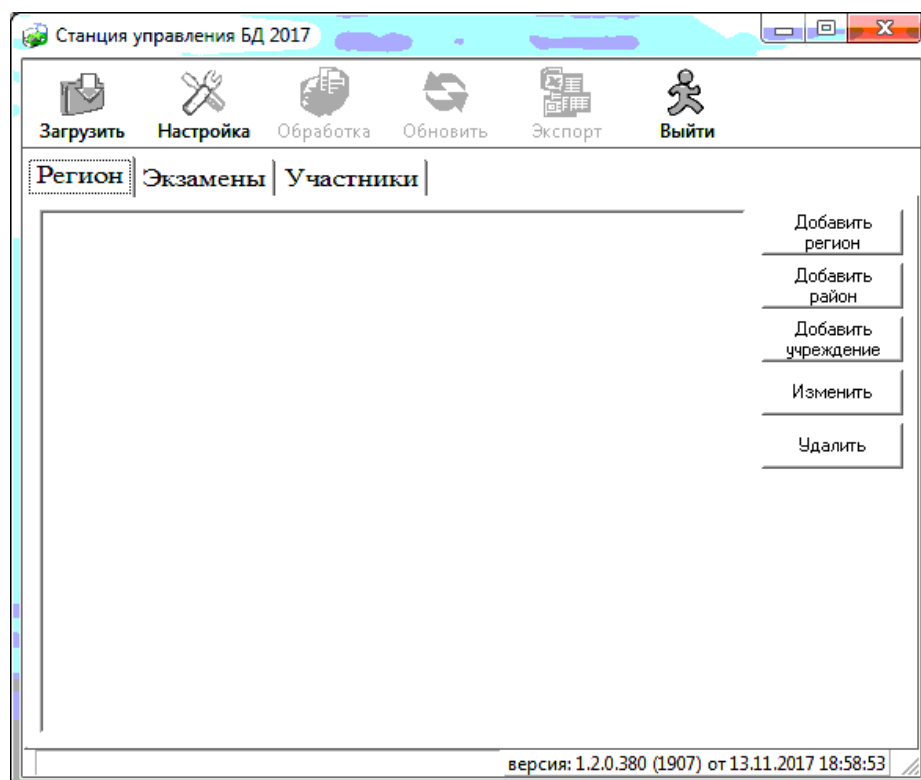 Станция управления БД 2017
Загрузить Настройка Обработка Обновить Экспорт Выйти
Регион Экзамены Участники
Добавить
регион
Добавить
район
Добавить
учреждение
Изменить
Удалить
версия: 1.2.0.380 (1907) от 13.11.2017 18:58:53